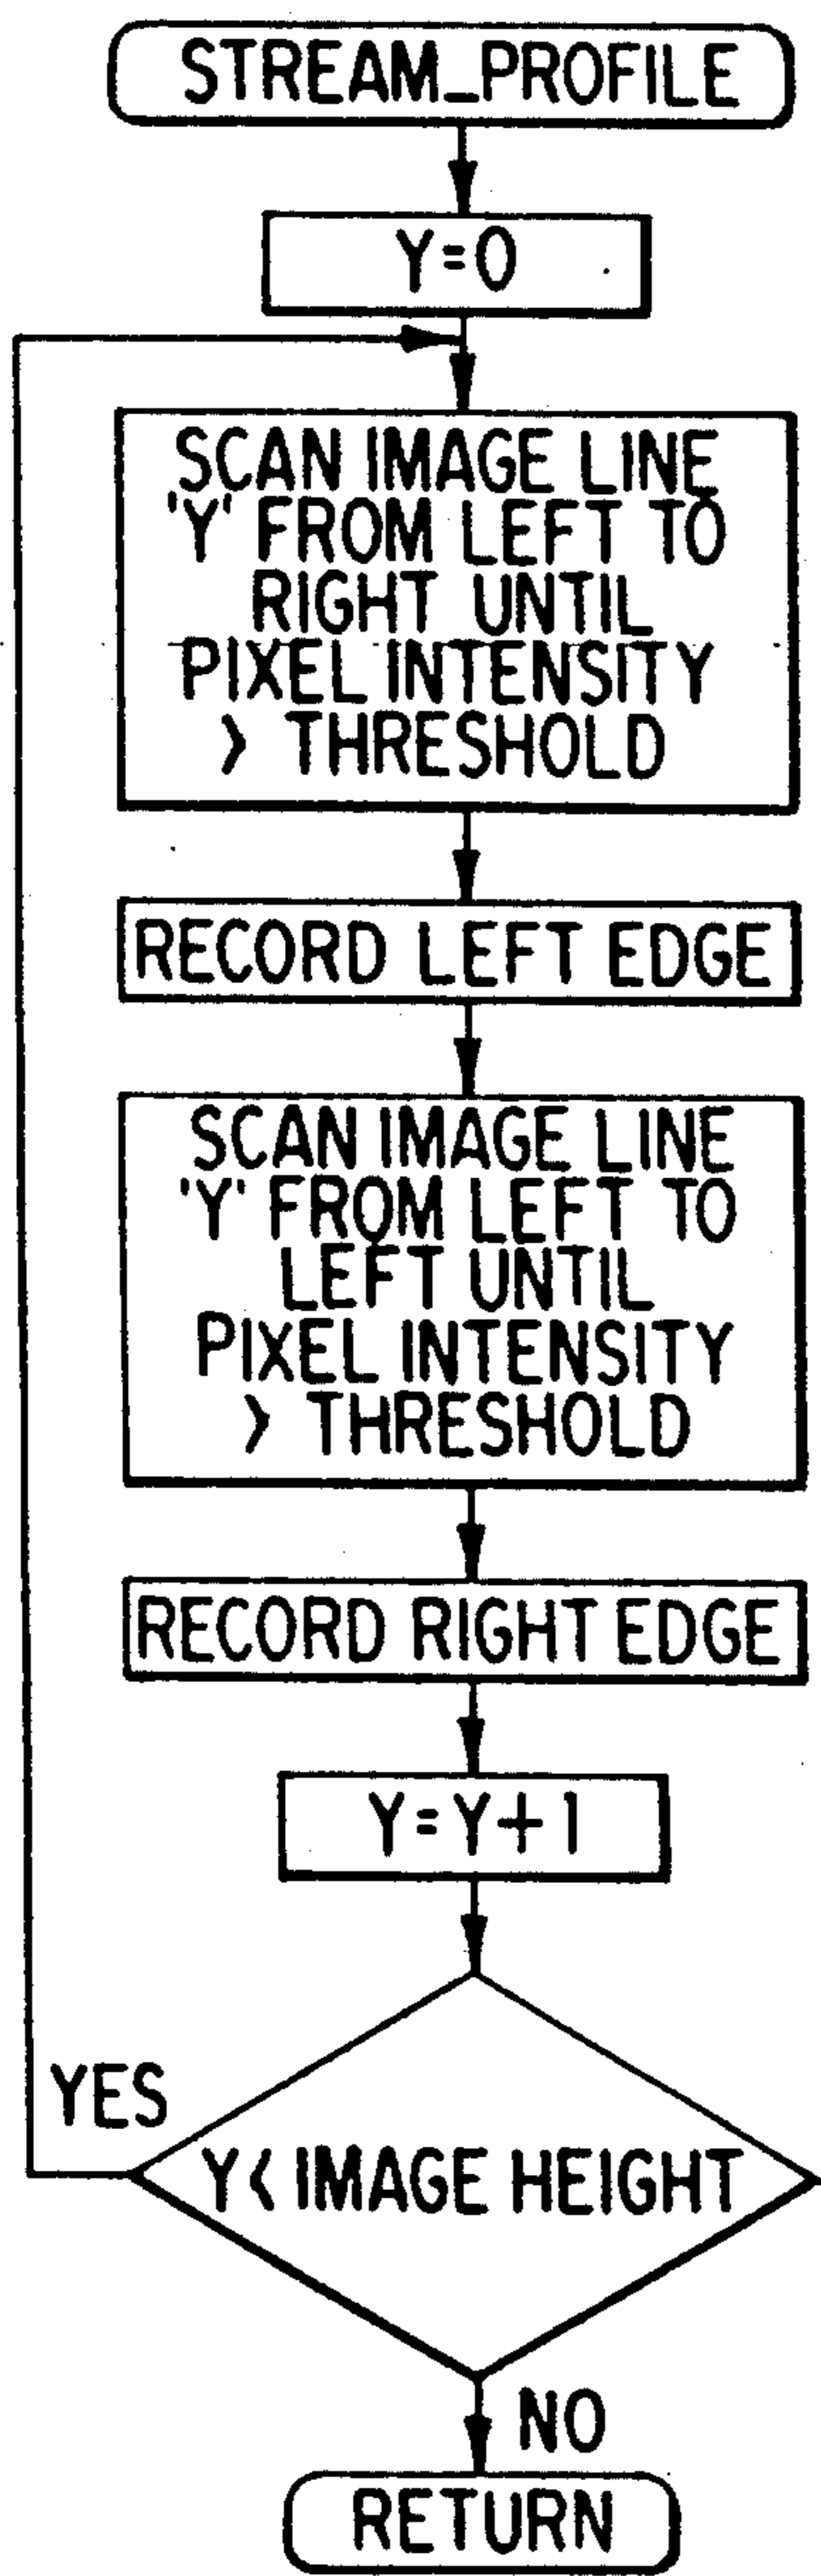 STREAM_PROFILE
Y=0
SCAN IMAGE LINE
'Y' FROM LEFT TO
RIGHT UNTIL
PIXEL INTENSITY
> THRESHOLD
RECORD LEFT EDGE
SCAN IMAGE LINE
'Y' FROM LEFT TO
LEFT UNTIL
PIXEL INTENSITY
> THRESHOLD
RECORD RIGHT EDGE
Y=Y+1
YES
Y< IMAGE HEIGHT
NO
RETURN